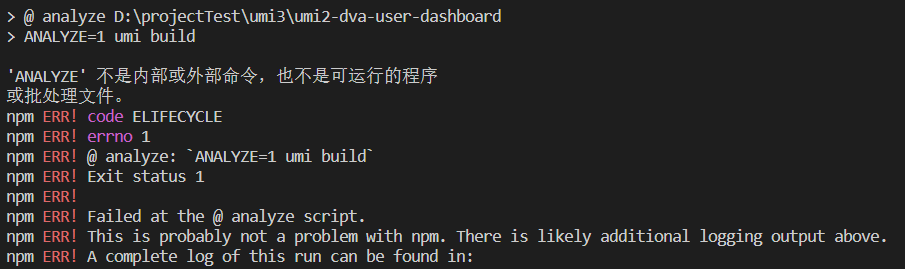 > @ analyze D:\projectTest\umi3\umi2-dva-user-dashboard
> ANALYZE=1 umi build
'ANALYZE' 不是内部或外部命令，也不是可运行的程序
或批处理文件。
npm ERR! code ELIFECYCLE
npm ERR! errno 1
npm ERR! @ analyze: `ANALYZE=1 umi build`
npm ERR! Exit status 1
npm ERR!
npm ERR! Failed at the @ analyze script.
npm ERR! This is probably not a problem with npm. There is likely additional logging output above.
npm ERR! A complete log of this run can be found in: